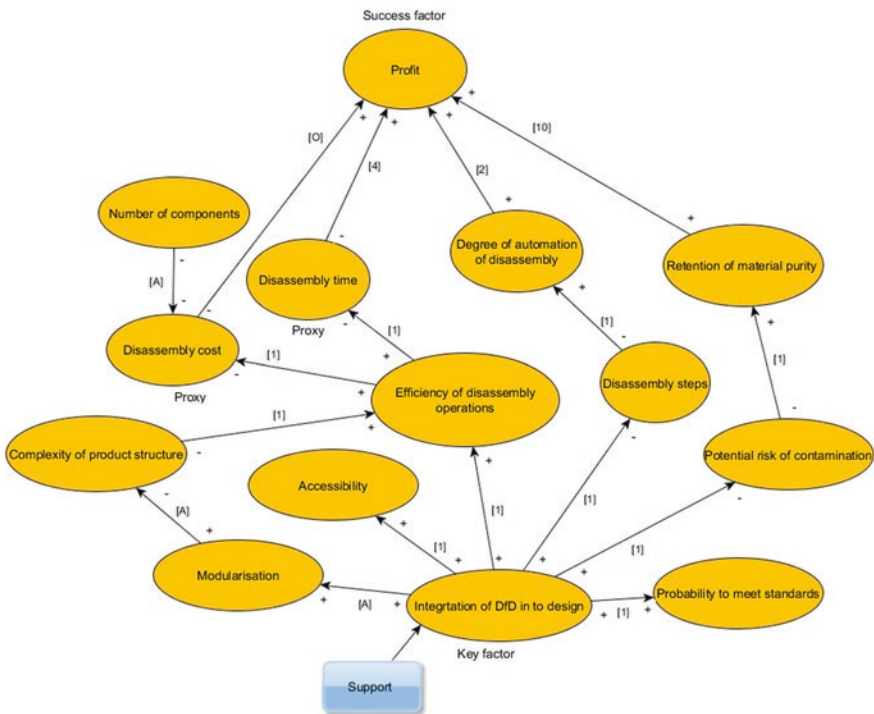 Success factor
Profit
+
+
+
+
[O]
[4]
[2]
[10]
Number of components
-
[A]
-
-
Disassembly time
-
Proxy
-
Degree of automation
of disassembly
+
+
Retention of material purity
+
+
Disassembly cost
-
Proxy
[1]
[1]
+
+
Efficiency of disassembly
operations
+
+
[1]
Disassembly steps
-
-
[1]
Complexity of product structure
-
-
[1]
Accessibility
+
[1]
[1]
[1]
Potential risk of contamination
-
-
[1]
[A]
+
Modularisation
+
[A]
+
+
+
+
+
Integrtation of DfD in to design
Key factor
+
[1]
+
Probability to meet standards
Support